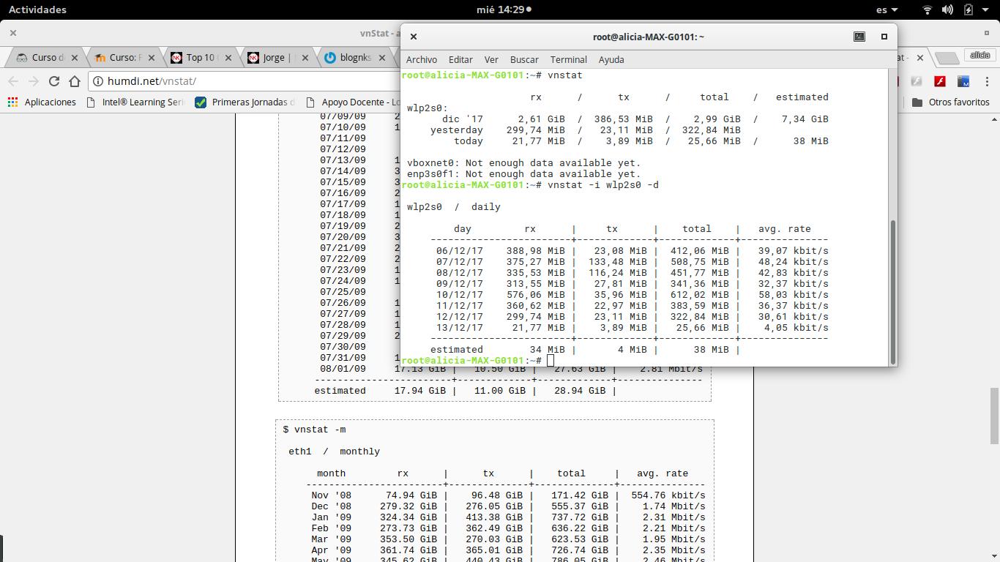 Actividades
mié 14:29
es
vnStat - a
Curso de
Curso: F
Top 10
Jorge |
blognks
at -
alicia
humdi.net/vnstat/
Aplicaciones
Intel® Learning Seri
Primeras Jornadas d
Apoyo Docente - Lo
Otros favoritos
root@alicia-MAX-G0101: ~
Archivo Editar Ver Buscar Terminal Ayuda
root@alicia-MAX-G0101:~# vnstat
rx / tx / total / estimated
wlp2s0:
dic '17 2,61 GiB / 386,53 MiB / 2,99 GiB / 7,34 GiB
yesterday 299,74 MiB / 23,11 MiB / 322,84 MiB
today 21,77 MiB / 3,89 MiB / 25,66 MiB / 38 MiB
vboxnet0: Not enough data available yet.
enp3s0f1: Not enough data available yet.
root@alicia-MAX-G0101:~# vnstat -i wlp2s0 -d
wlp2s0 / daily
day rx | tx | total | avg. rate
------------------------+--------------+--------------+---------------
06/12/17 388,98 MiB | 23,08 MiB | 412,06 MiB | 39,07 kbit/s
07/12/17 375,27 MiB | 133,48 MiB | 508,75 MiB | 48,24 kbit/s
08/12/17 335,53 MiB | 116,24 MiB | 451,77 MiB | 42,83 kbit/s
09/12/17 313,55 MiB | 27,81 MiB | 341,36 MiB | 32,37 kbit/s
10/12/17 576,06 MiB | 35,96 MiB | 612,02 MiB | 58,03 kbit/s
11/12/17 360,62 MiB | 22,97 MiB | 383,59 MiB | 36,37 kbit/s
12/12/17 299,74 MiB | 23,11 MiB | 322,84 MiB | 30,61 kbit/s
13/12/17 21,77 MiB | 3,89 MiB | 25,66 MiB | 4,05 kbit/s
------------------------+--------------+--------------+---------------
estimated 34 MiB | 4 MiB | 38 MiB |
root@alicia-MAX-G0101:~#
07/09/09 2
07/10/09 1
07/11/09
07/12/09
07/13/09 1
07/14/09 3
07/15/09 3
07/16/09 2
07/17/09 1
07/18/09 1
07/19/09 2
07/20/09 3
07/21/09 2
07/22/09 2
07/23/09 1
07/24/09 1
07/25/09
07/26/09 1
07/27/09 1
07/28/09 1
07/29/09 2
07/30/09
07/31/09 1
08/01/09 17.13 GiB | 10.50 GiB | 27.63 GiB | 2.81 Mbit/s
------------------------+-------------+-------------+---------------
estimated 17.94 GiB | 11.00 GiB | 28.94 GiB |
$ vnstat -m
eth1 / monthly
month rx | tx | total | avg. rate
------------------------+--------------+--------------+---------------
Nov '08 74.94 GiB | 96.48 GiB | 171.42 GiB | 554.76 kbit/s
Dec '08 279.32 GiB | 276.05 GiB | 555.37 GiB | 1.74 Mbit/s
Jan '09 324.34 GiB | 413.38 GiB | 737.72 GiB | 2.31 Mbit/s
Feb '09 273.73 GiB | 362.49 GiB | 636.22 GiB | 2.21 Mbit/s
Mar '09 353.50 GiB | 270.03 GiB | 623.53 GiB | 1.95 Mbit/s
Apr '09 361.74 GiB | 365.01 GiB | 726.74 GiB | 2.35 Mbit/s
May '09 345.62 GiB | 440.43 GiB | 786.05 GiB | 2.46 Mbit/s